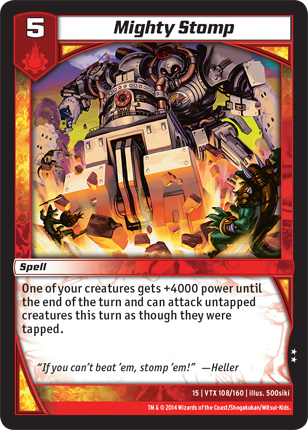 5
Mighty Stomp
Spell
One of your creatures gets +4000 power until
the end of the turn and can attack untapped
creatures this turn as though they were
tapped.
"If you can't beat 'em, stomp 'em!" —Heller
15 | VTX 108/160 | illus. 500siki
TM & © 2014 Wizards of the Coast/Shogakukan/Mitsui-Kids.